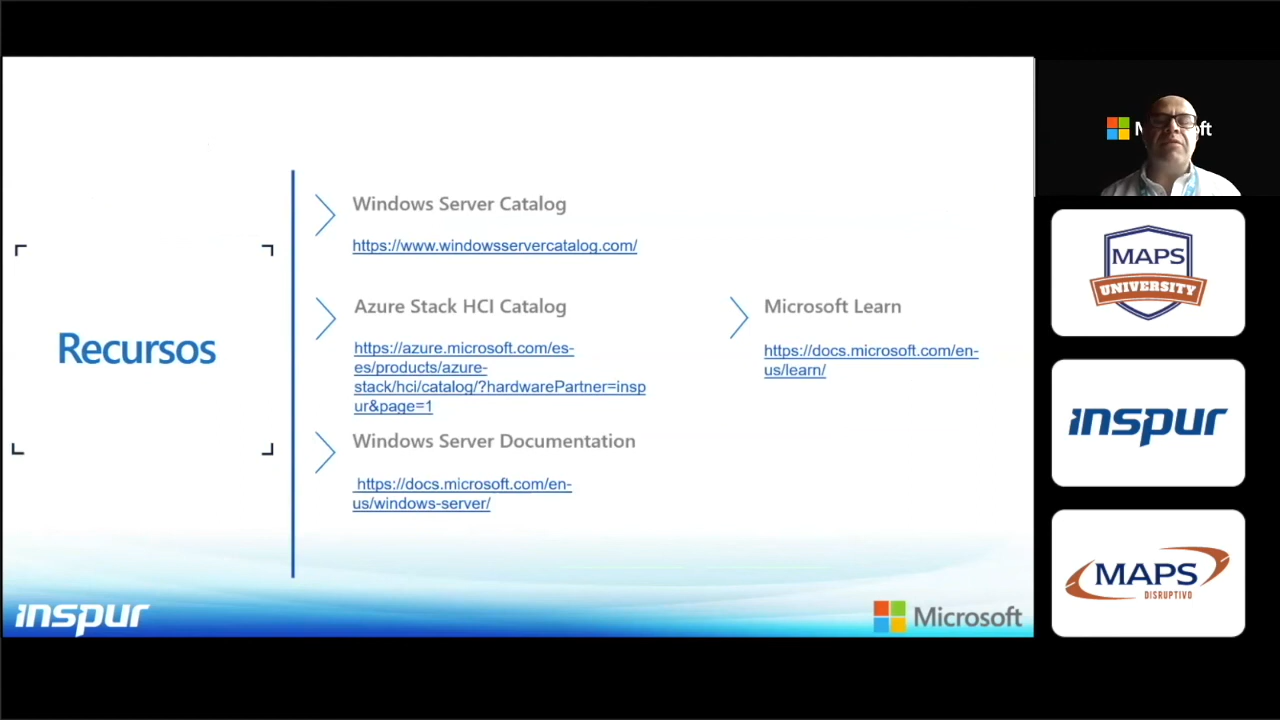 Recursos
Windows Server Catalog
https://www.windowsservercatalog.com/
Azure Stack HCI Catalog
https://azure.microsoft.com/es-
es/products/azure-
stack/hci/catalog/?hardwarePartner=insp
ur&page=1
Windows Server Documentation
https://docs.microsoft.com/en-
us/windows-server/
Microsoft Learn
https://docs.microsoft.com/en-
us/learn/
inspur
Microsoft
MAPS
UNIVERSITY
inspur
MAPS
DISRUPTIVO